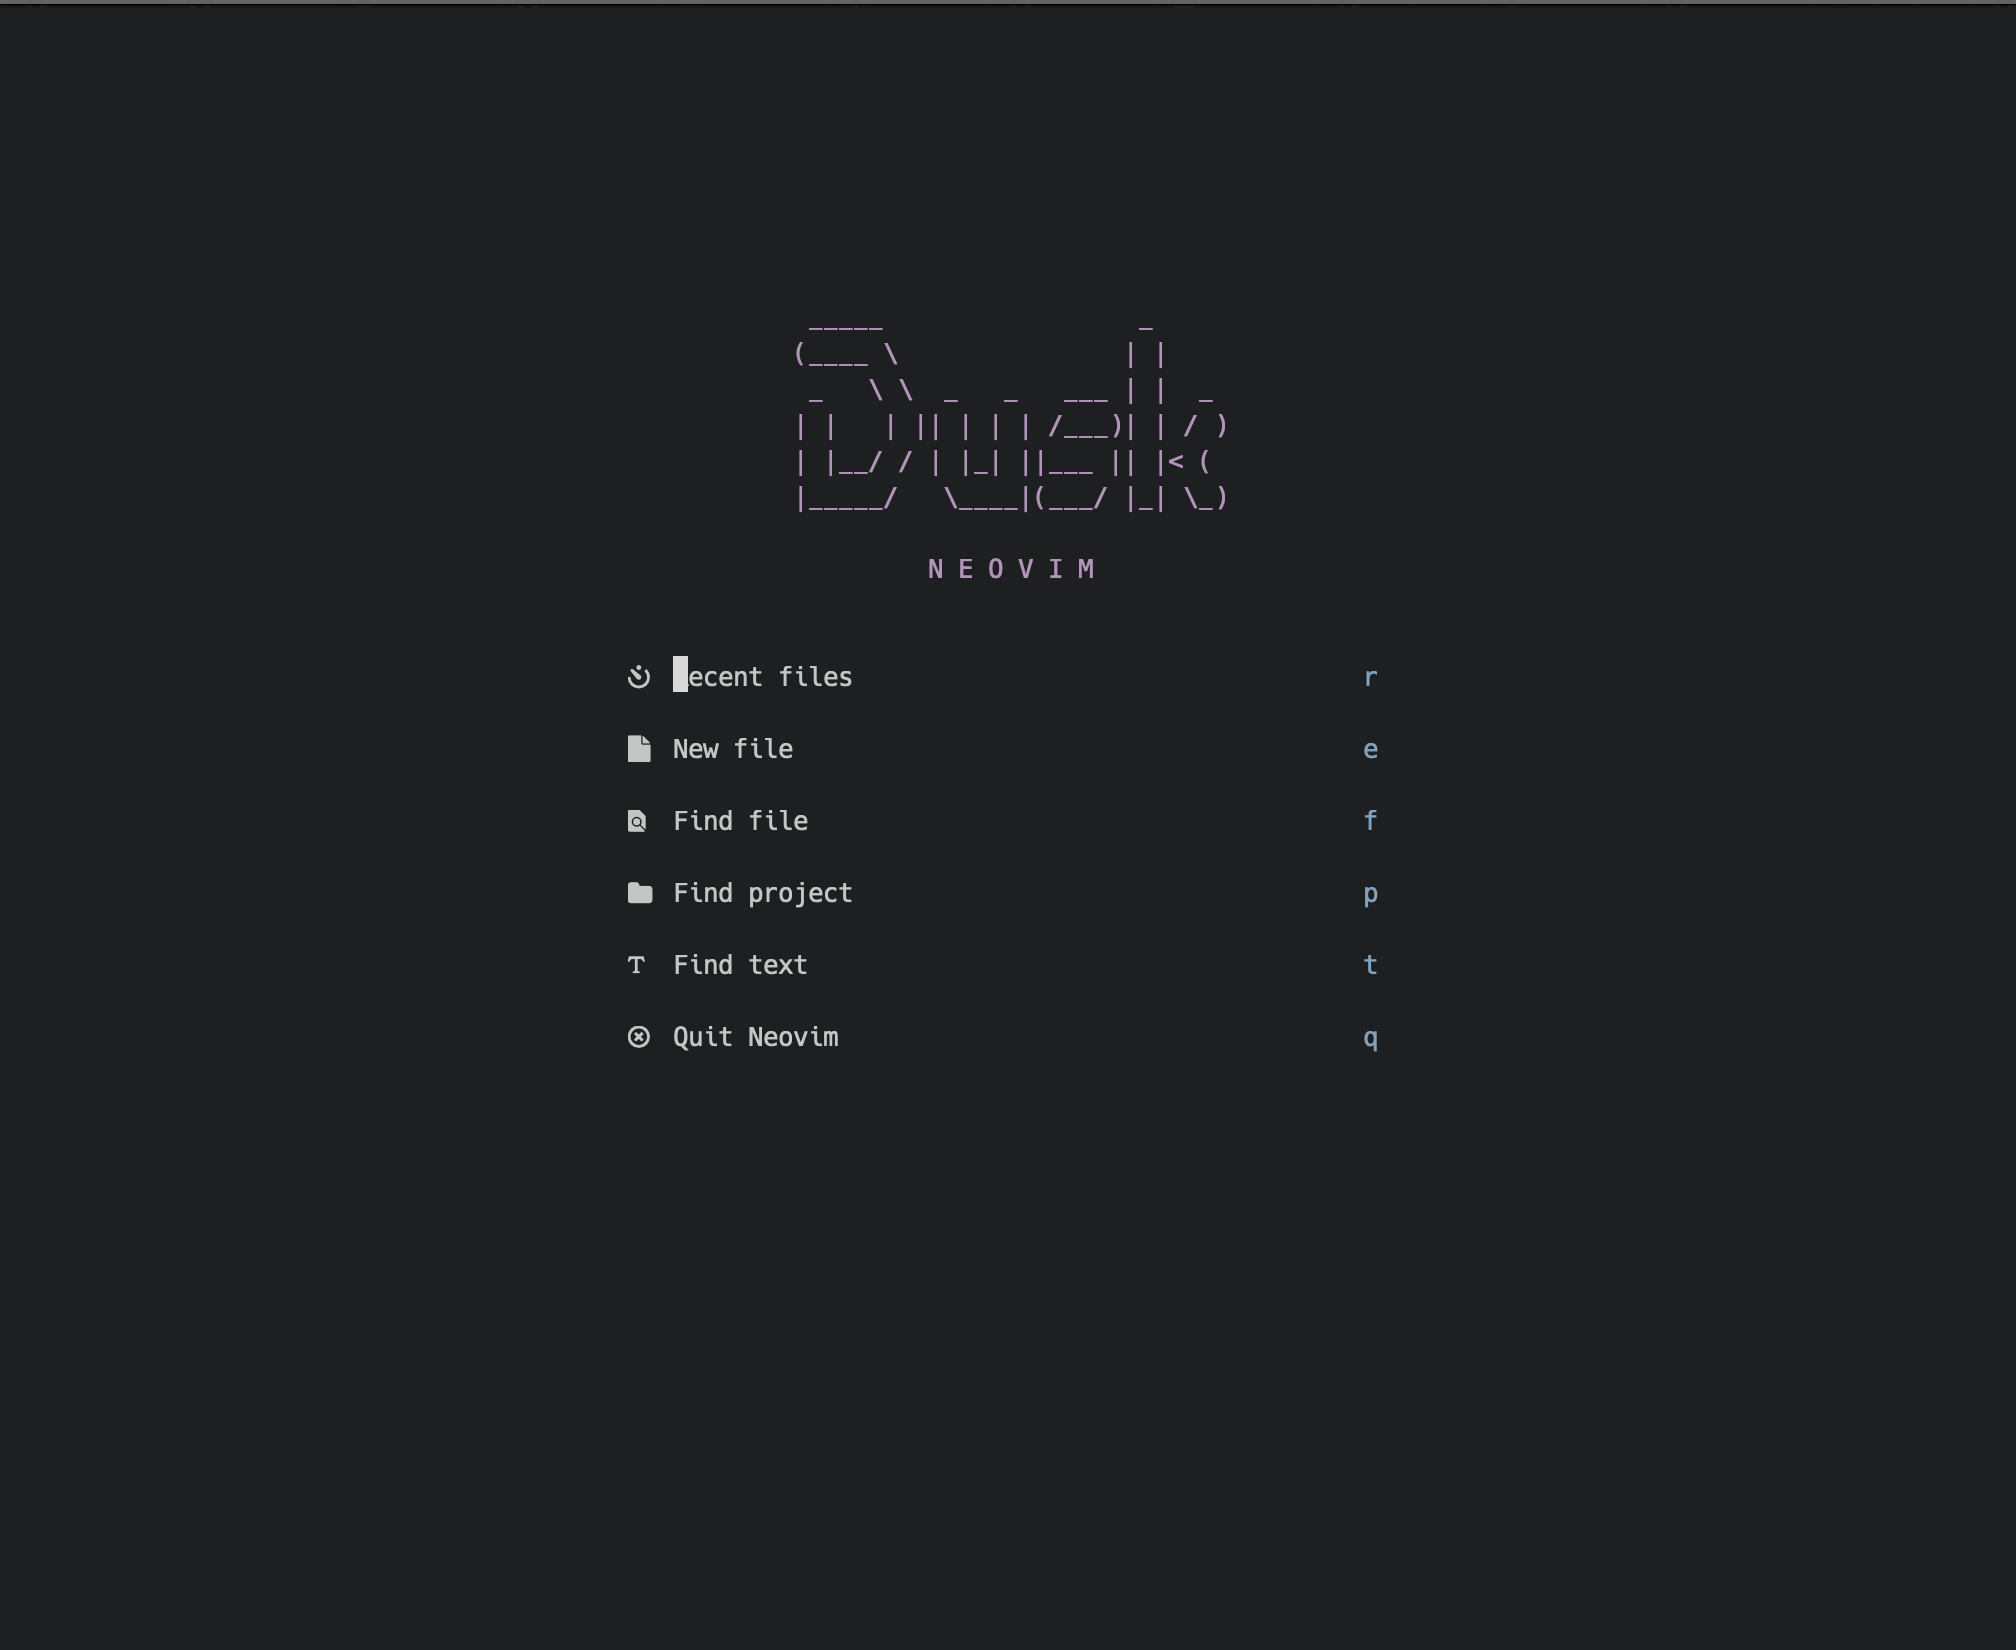 _____                 _
(____ \               | |
 _   \ \  _   _   ___ | |  _
| |   | || | | | /___)| | / )
| |__/ / | |_| ||___ || |< (
|_____/   \____|(___/ |_| \_)
N E O V I M
Recent files r
New file e
Find file f
Find project p
Find text t
Quit Neovim q